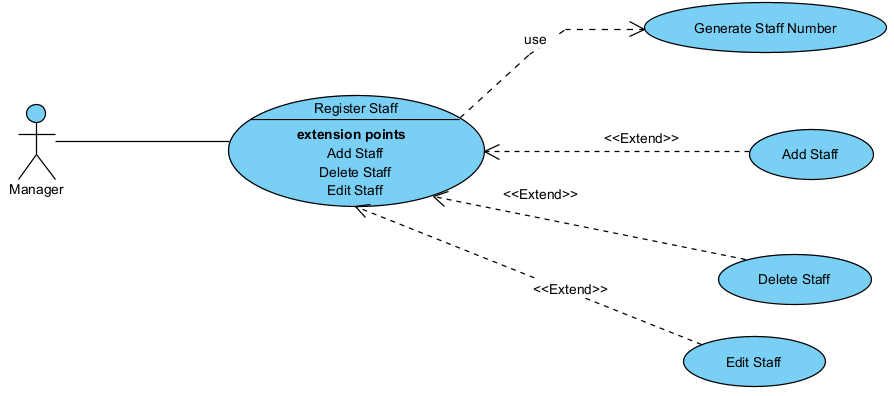 Generate Staff Number
use
Register Staff
extension points
Add Staff
Delete Staff
Edit Staff
<<Extend>>
Add Staff
Manager
<<Extend>>
Delete Staff
<<Extend>>
Edit Staff